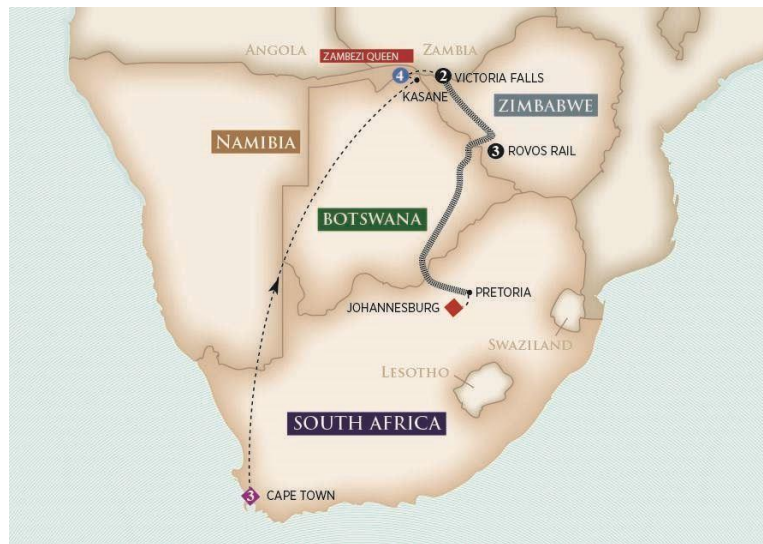 ANGOLA
ZAMBEZI QUEEN
ZAMBIA
4
2 VICTORIA FALLS
KASANE
ZIMBABWE
NAMIBIA
3 ROVOS RAIL
BOTSWANA
PRETORIA
JOHANNESBURG
SWAZILAND
LESOTHO
SOUTH AFRICA
3 CAPE TOWN